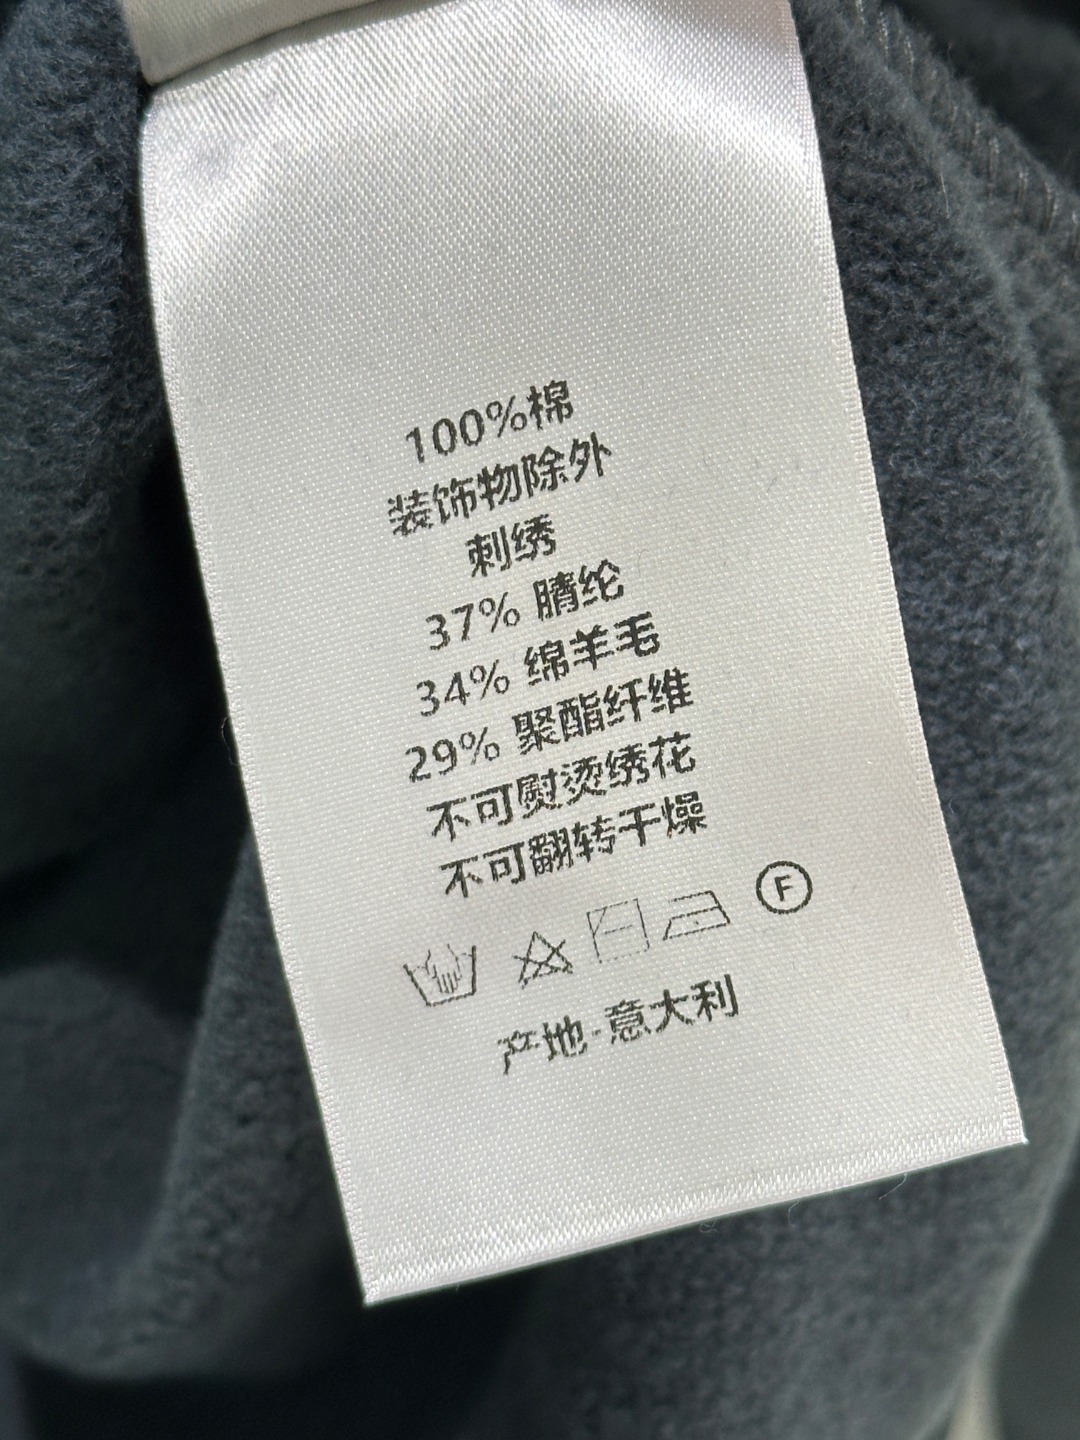 100%棉
装饰物除外
刺绣
37% 腈纶
34% 绵羊毛
29% 聚酯纤维
不可熨烫绣花
不可翻转干燥
F
产地-意大利